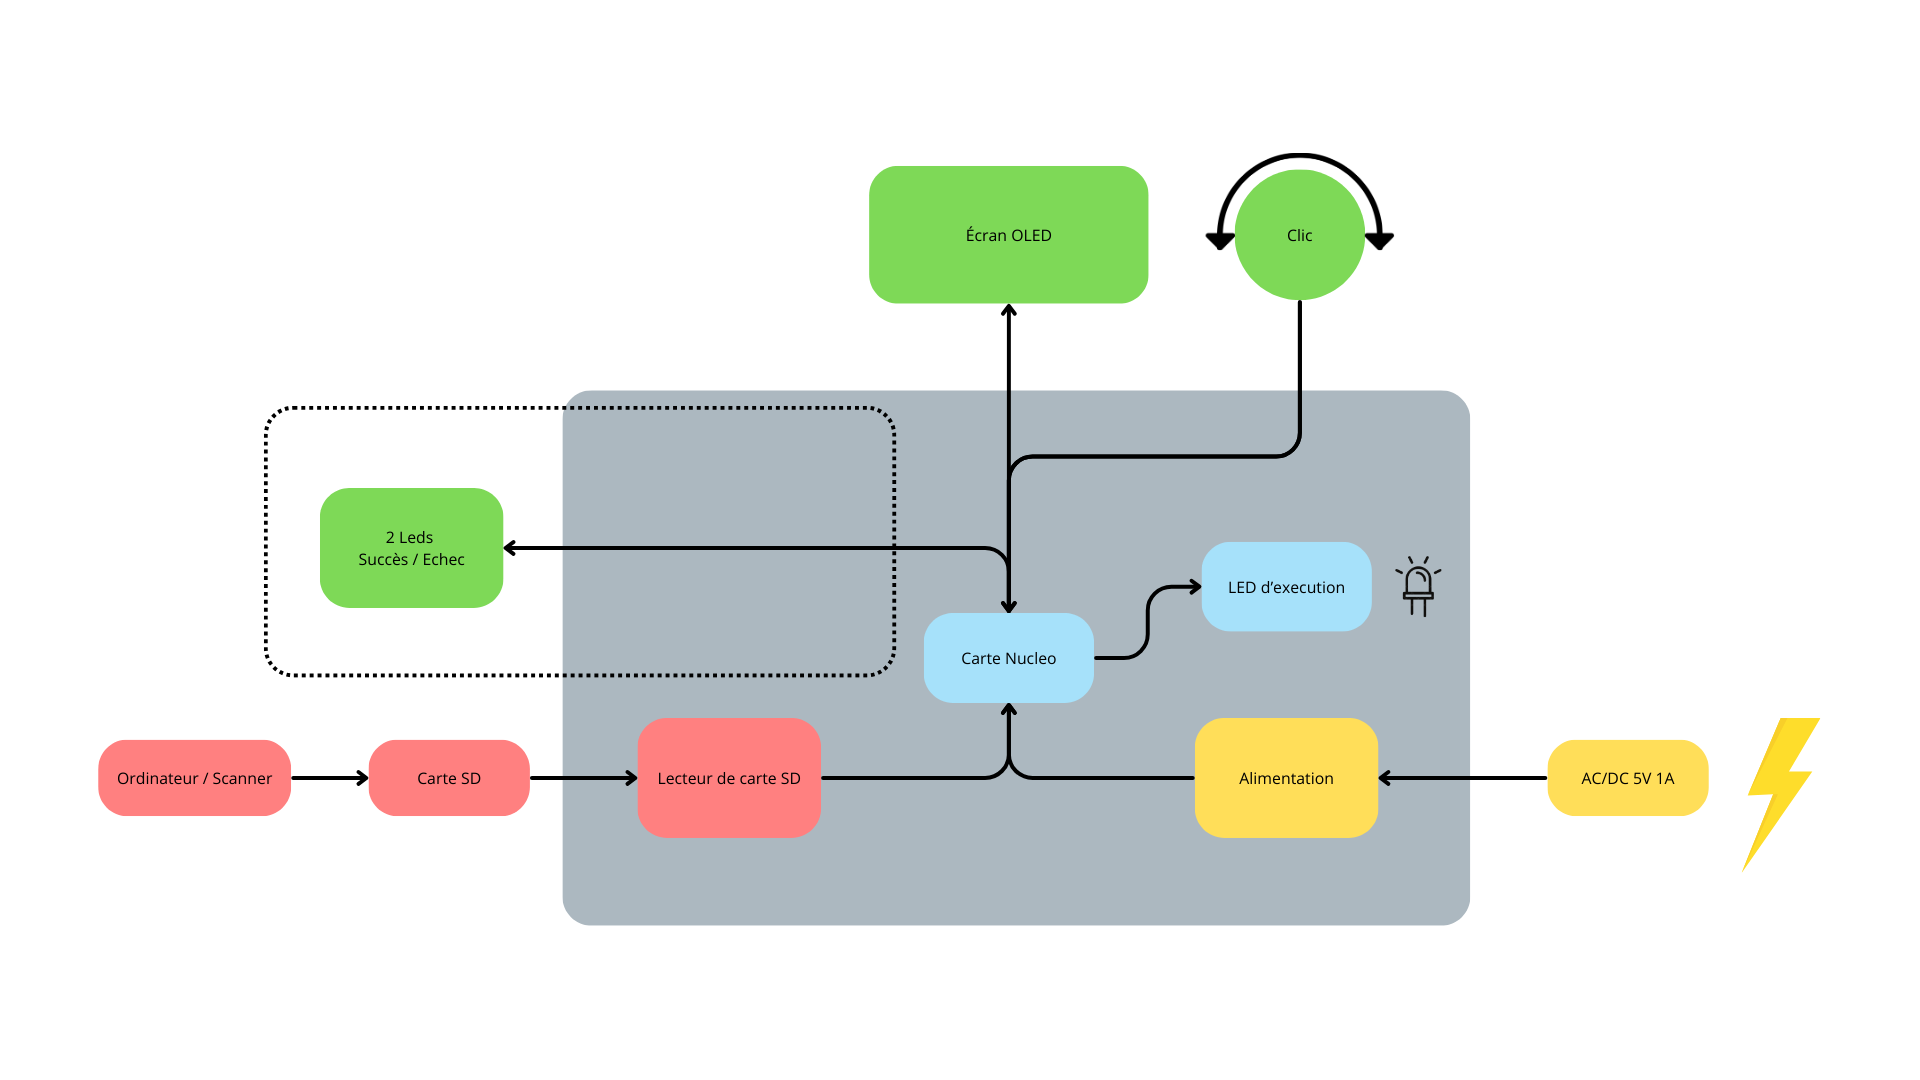 Écran OLED
Clic
2 Leds
Succès / Echec
LED d’execution
Carte Nucleo
Ordinateur / Scanner
Carte SD
Lecteur de carte SD
Alimentation
AC/DC 5V 1A